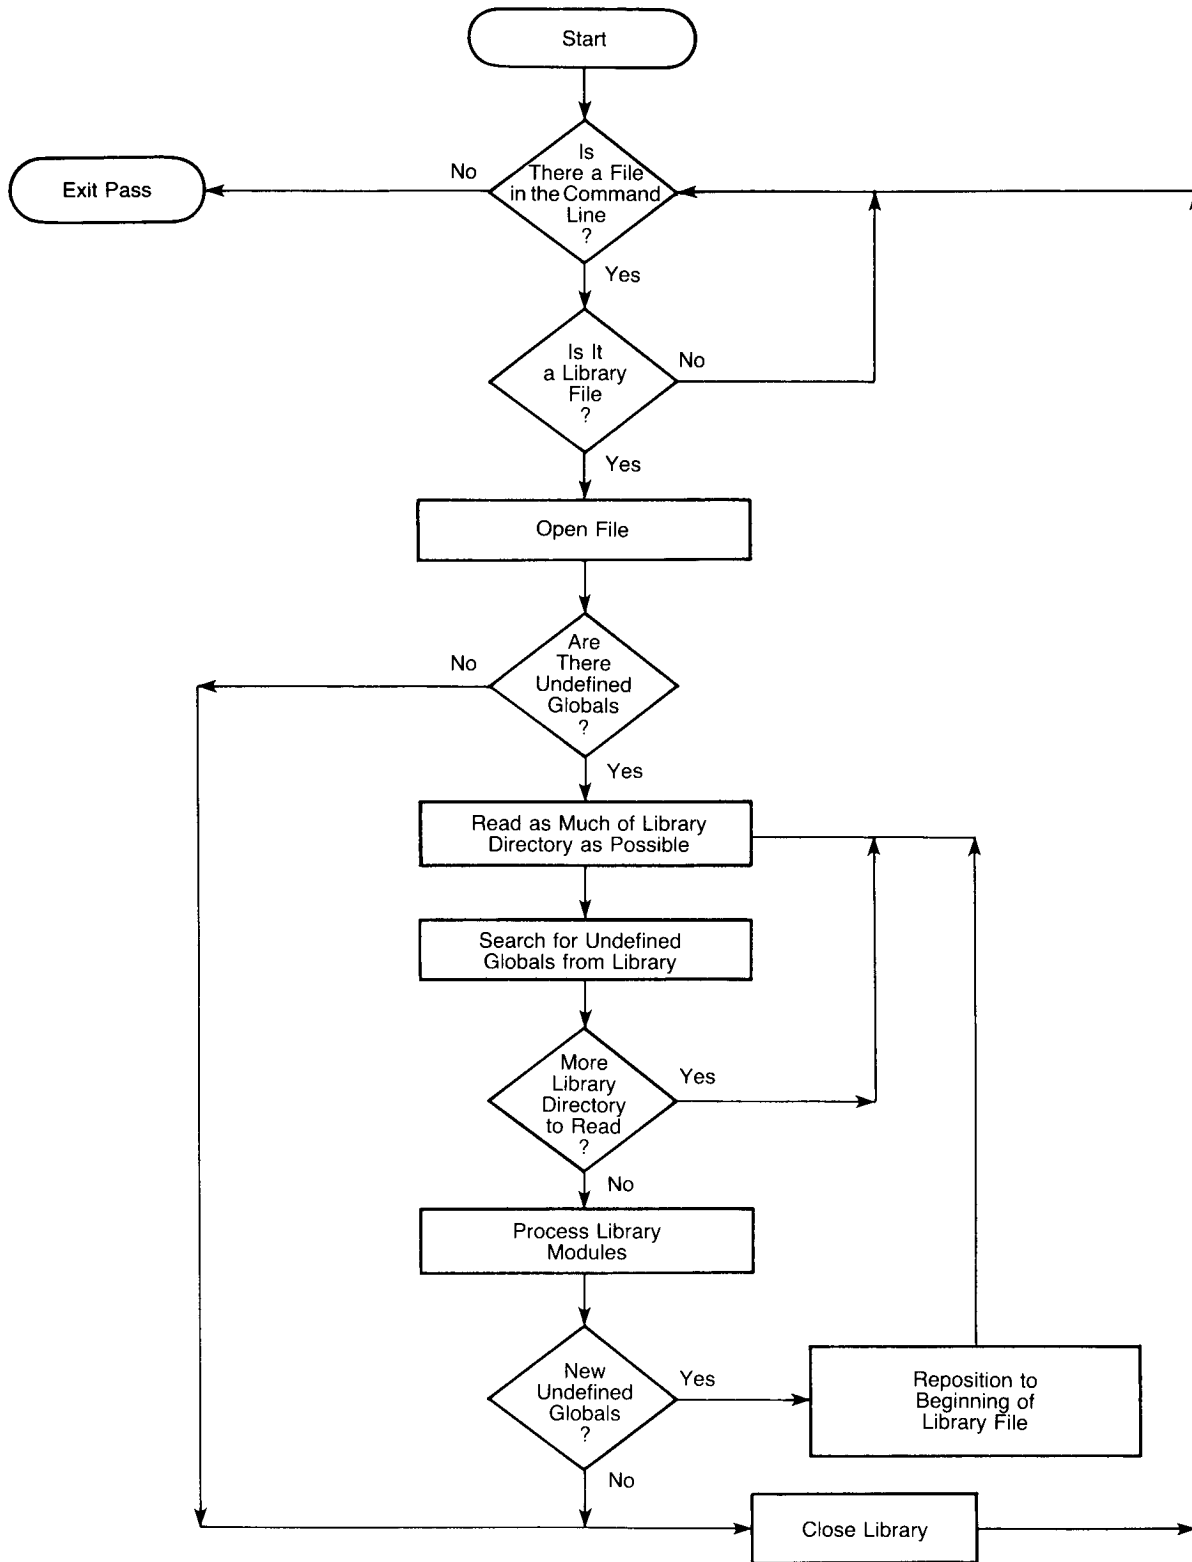 Start
Is
There a File
in the Command
Line
?
No
Exit Pass
Yes
Is It
a Library
File
?
No
Yes
Open File
Are
There
Undefined
Globals
?
No
Yes
Read as Much of Library
Directory as Possible
Search for Undefined
Globals from Library
More
Library
Directory
to Read
?
Yes
No
Process Library
Modules
New
Undefined
Globals
?
Yes
Reposition to
Beginning of
Library File
No
Close Library